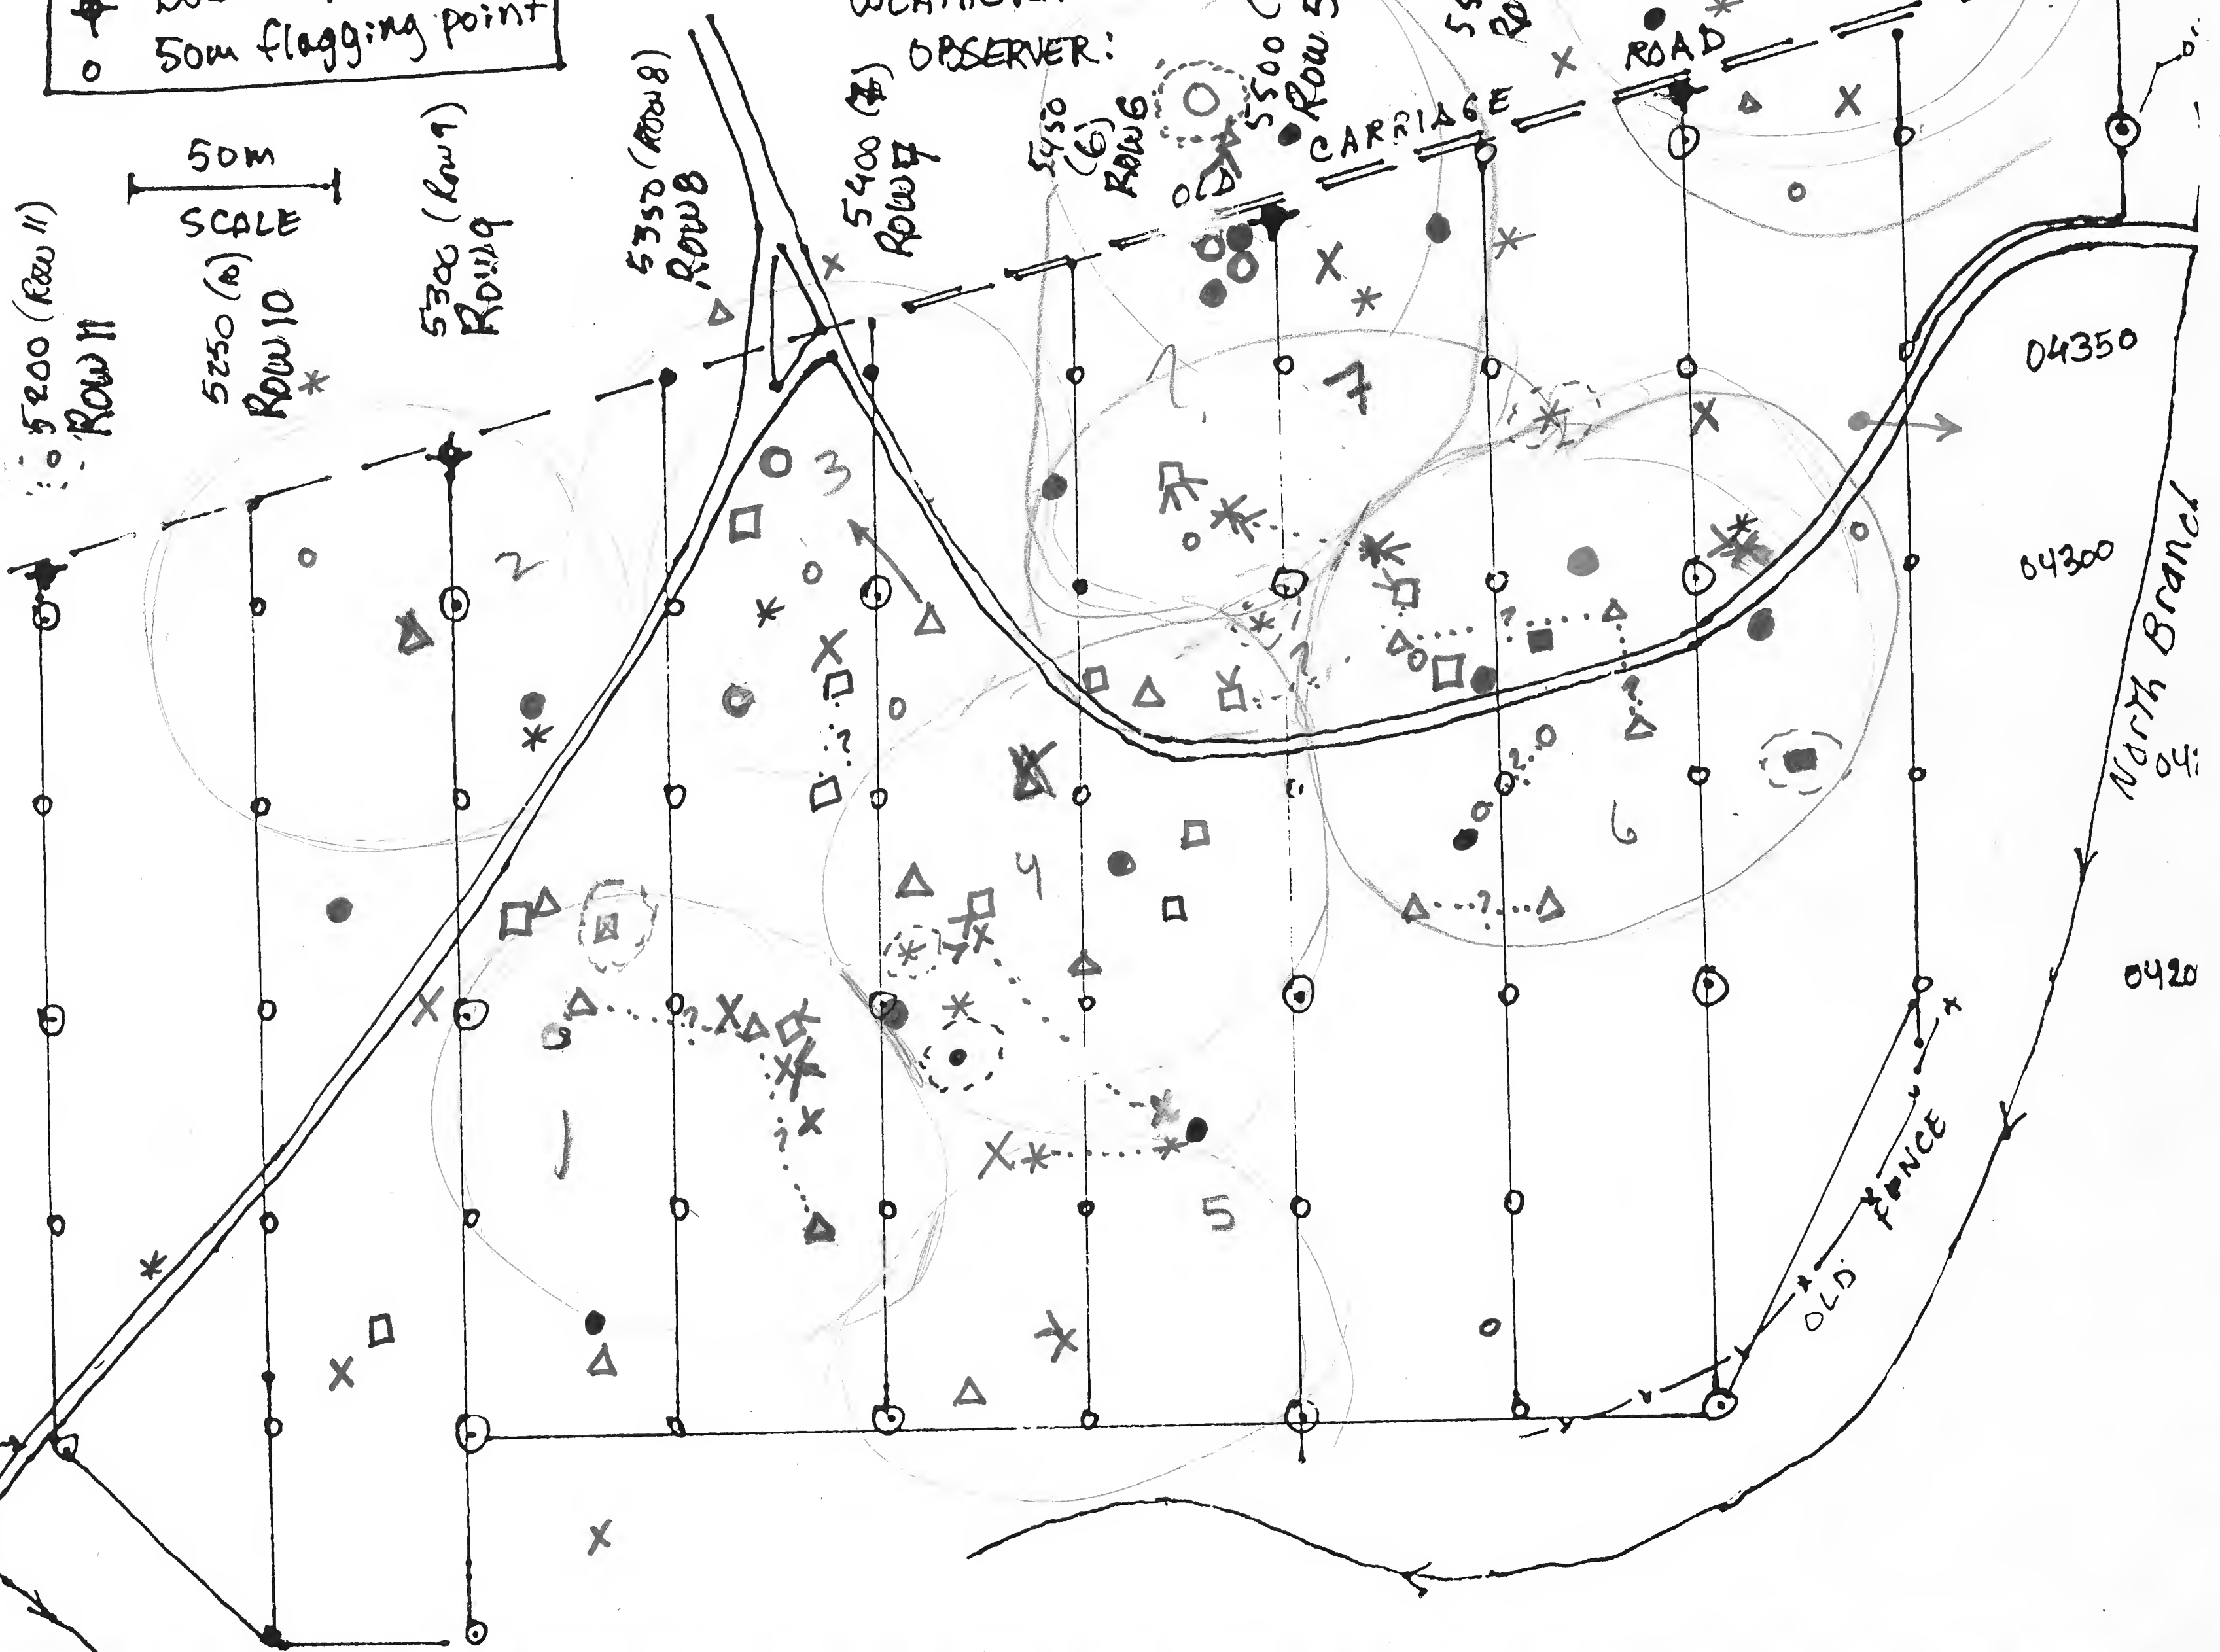 50m flagging point
OBSERVER:
50m
SCALE
5200 (Row 11)
ROW 11
5250 (10)
ROW 10
5300 (Row 9)
ROW 9
5350 (ROW 8)
ROW 8
5400 (7)
ROW 7
5450
(6)
ROW 6
5500 (
ROW 5
OLD CARRIAGE ROAD
04350
04300
0420
North Branch
OLD FENCE
1
2
3
4
5
6
7